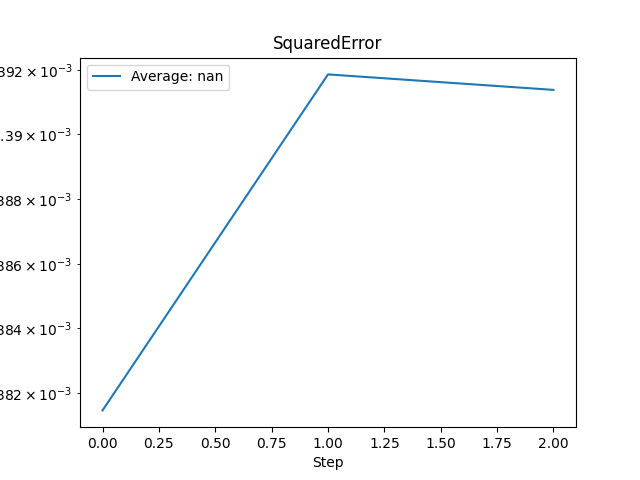 SquaredError
Average: nan
392 × 10⁻³
.39 × 10⁻³
388 × 10⁻³
386 × 10⁻³
384 × 10⁻³
382 × 10⁻³
0.00 0.25 0.50 0.75 1.00 1.25 1.50 1.75 2.00
Step